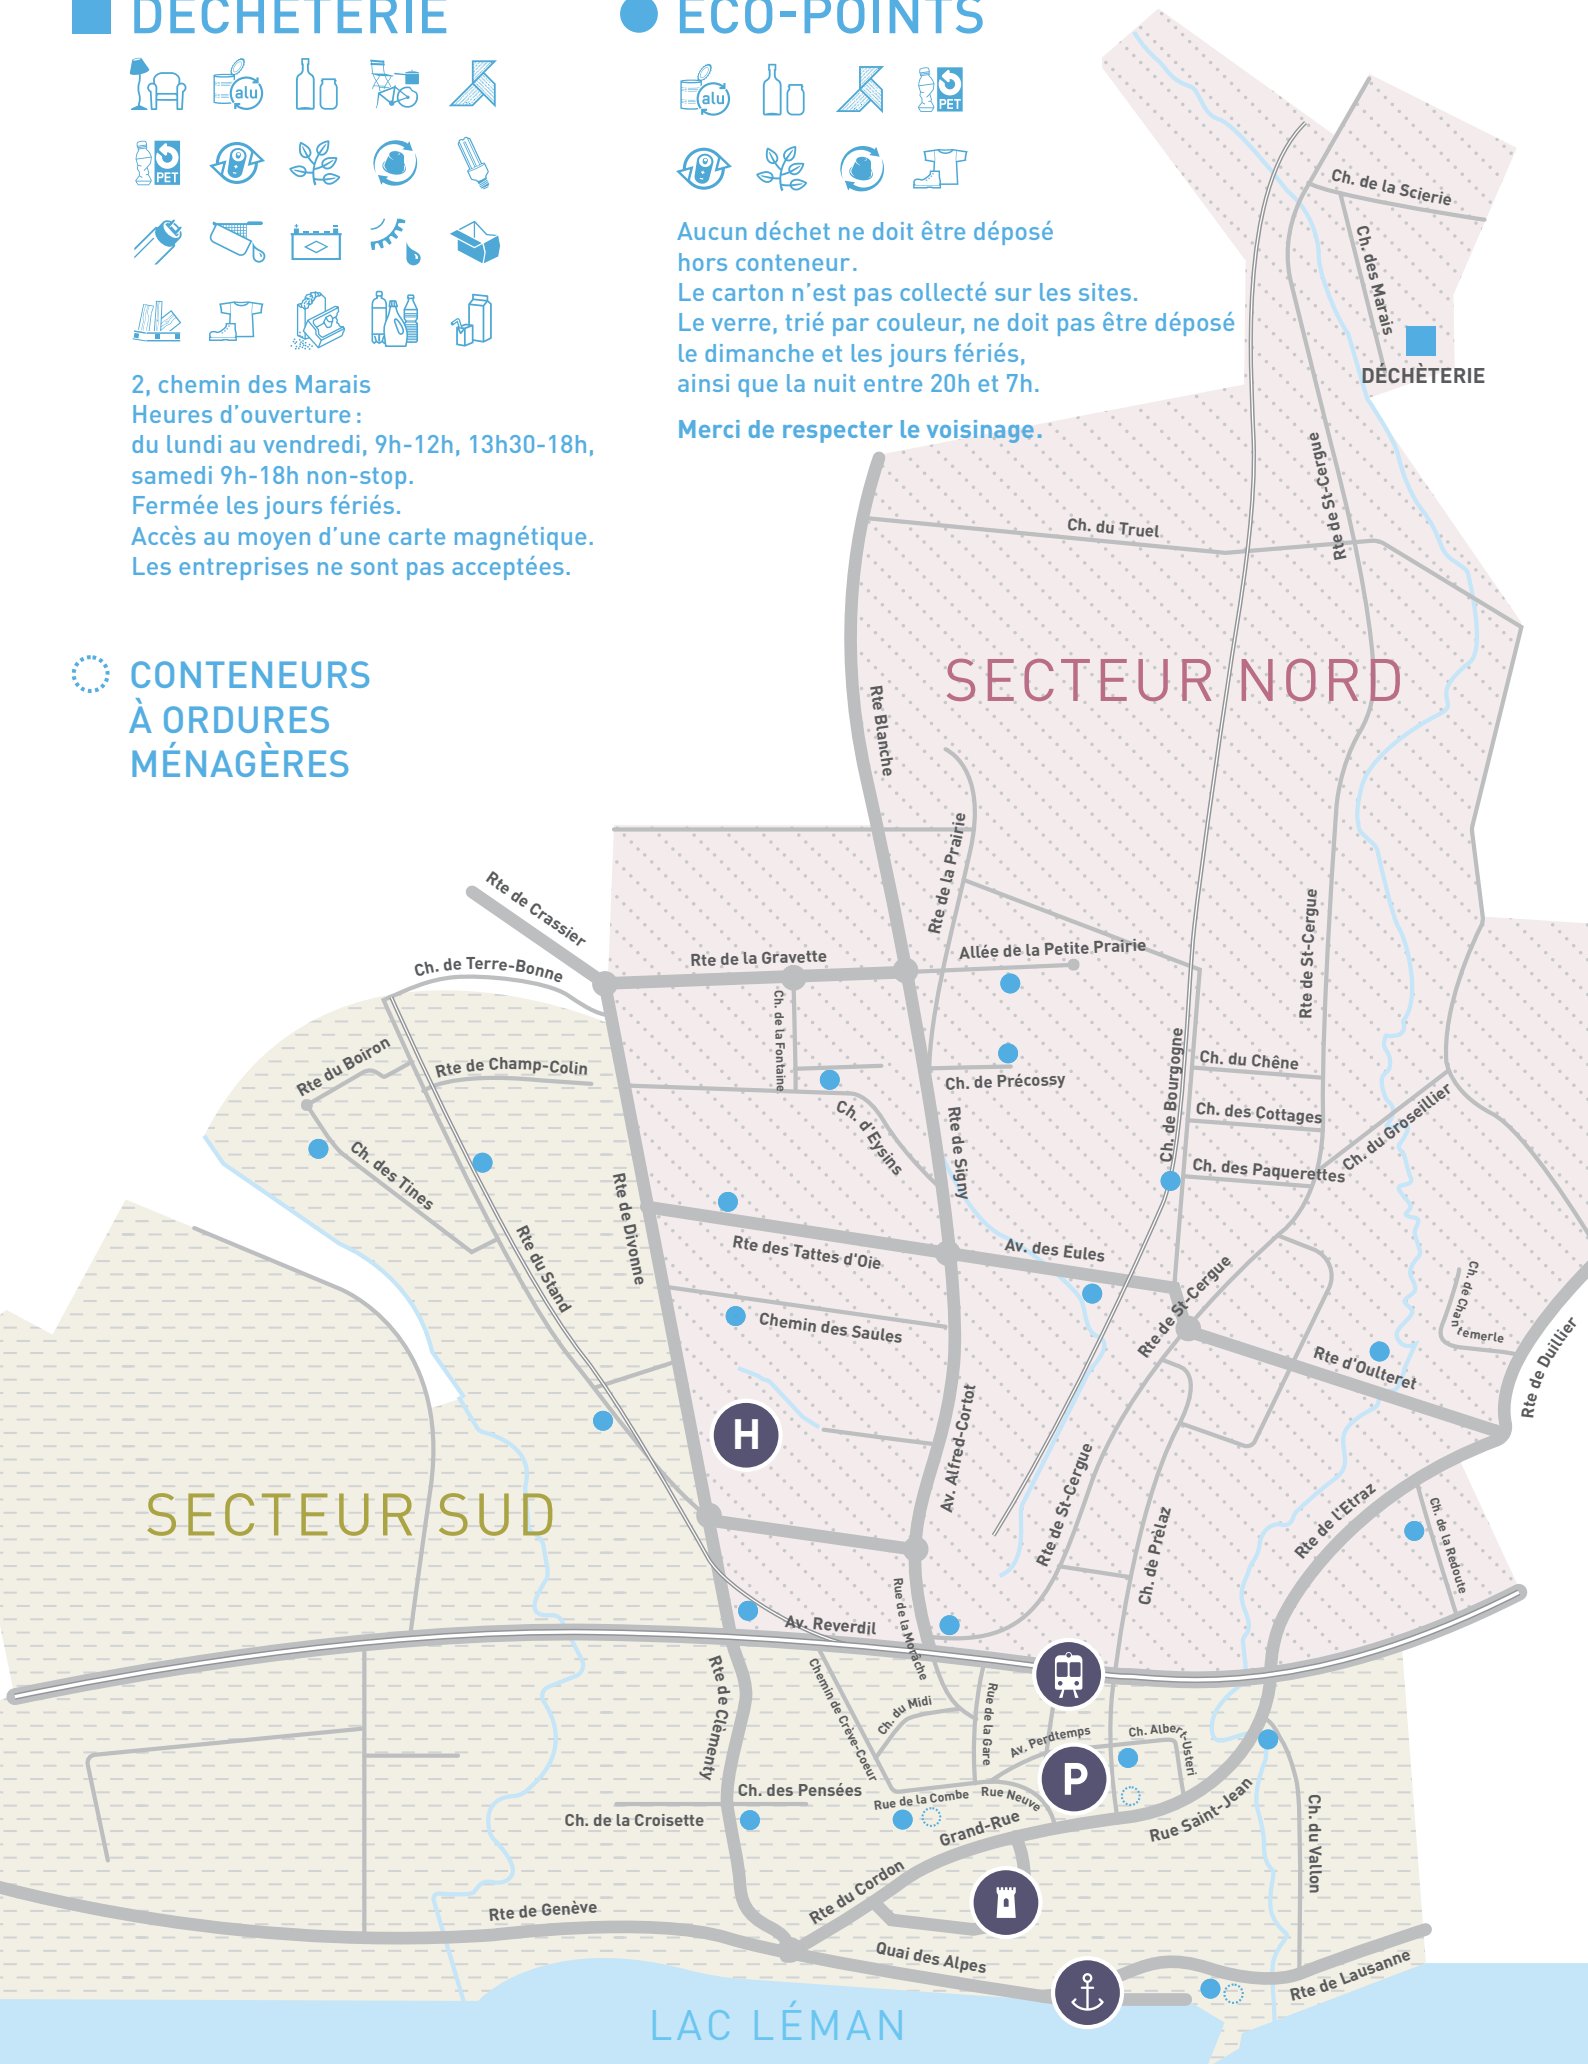 DÉCHÈTERIE
alu
PET
2, chemin des Marais
Heures d’ouverture :
du lundi au vendredi, 9h-12h, 13h30-18h,
samedi 9h-18h non-stop.
Fermée les jours fériés.
Accès au moyen d’une carte magnétique.
Les entreprises ne sont pas acceptées.
ÉCO-POINTS
alu
PET
Aucun déchet ne doit être déposé
hors conteneur.
Le carton n’est pas collecté sur les sites.
Le verre, trié par couleur, ne doit pas être déposé
le dimanche et les jours fériés,
ainsi que la nuit entre 20h et 7h.
Merci de respecter le voisinage.
CONTENEURS
À ORDURES
MÉNAGÈRES
Ch. de la Scierie
Ch. des Marais
DÉCHÈTERIE
Rte de St-Cergue
Ch. du Truel
SECTEUR NORD
Rte Blanche
Rte de la Prairie
Rte de Crassier
Ch. de Terre-Bonne
Rte de la Gravette
Allée de la Petite Prairie
Rte de St-Cergue
Ch. de la Fontaine
Rte du Boiron
Rte de Champ-Colin
Ch. de Précossy
Ch. de Bourgogne
Ch. du Chêne
Ch. des Cottages
Ch. du Groseillier
Ch. d'Eysins
Rte de Signy
Ch. des Paquerettes
Ch. des Tines
Rte de Divonne
Rte du Stand
Rte des Tattes d'Oie
Av. des Eules
Rte de St-Cergue
Ch. de Chantemerle
Chemin des Saules
Rte d'Oulteret
Rte de Duillier
H
Av. Alfred-Cortot
Rte de St-Cergue
Ch. de Prélaz
Rte de l'Etraz
Ch. de la Redoute
SECTEUR SUD
Av. Reverdil
Rue de la Morâche
Rte de Clémenty
Chemin de Crève-Coeur
Ch. du Midi
Rue de la Gare
Av. Perdtemps
Ch. Albert-Usteri
P
Ch. des Pensées
Rue de la Combe
Rue Neuve
Ch. de la Croisette
Grand-Rue
Rue Saint-Jean
Ch. du Vallon
Rte du Cordon
Rte de Genève
Quai des Alpes
Rte de Lausanne
LAC LÉMAN